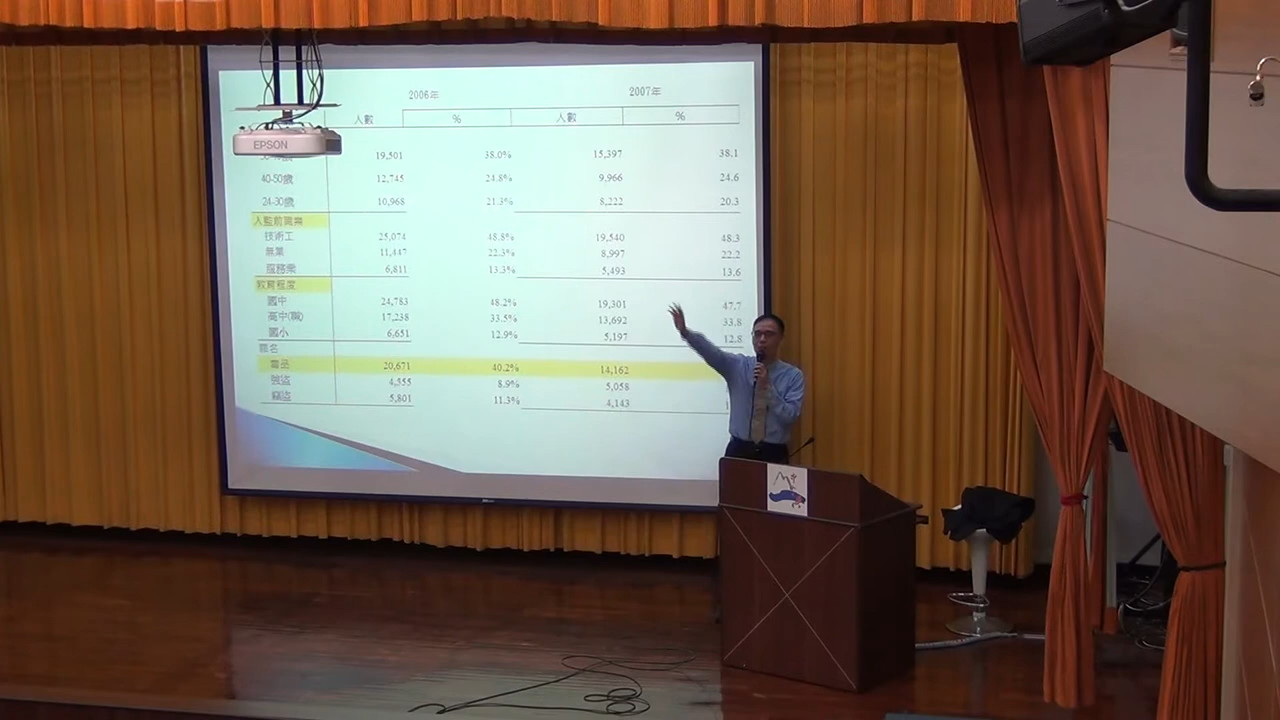 2006年 2007年
人數 % 人數 %
EPSON
19,501 38.0% 15,397 38.1
40-50歲 12,745 24.8% 9,966 24.6
24-30歲 10,968 21.3% 8,222 20.3
入監前職業
技術工 25,074 48.8% 19,540 48.3
無業 11,447 22.3% 8,997 22.2
服務業 6,811 13.3% 5,493 13.6
教育程度
國中 24,783 48.2% 19,301 47.7
高中(職) 17,238 33.5% 13,692 33.8
國小 6,651 12.9% 5,197 12.8
罪名
毒品 20,671 40.2% 14,162
強盜 4,555 8.9% 5,058
竊盜 5,801 11.3% 4,143